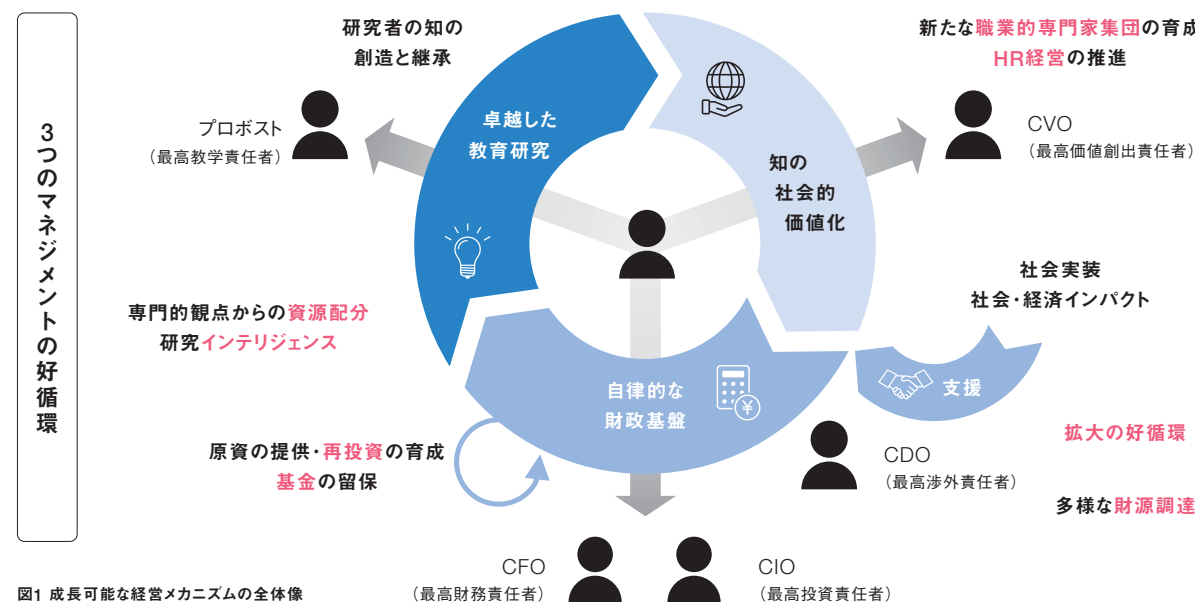 3つのマネジメントの好循環
研究者の知の
創造と継承
新たな職業的専門家集団の育成
HR経営の推進
プロボスト
（最高教学責任者）
卓越した
教育研究
知の
社会的
価値化
CVO
（最高価値創出責任者）
社会実装
社会・経済インパクト
専門的観点からの資源配分
研究インテリジェンス
自律的な
財政基盤
¥
支援
原資の提供・再投資の育成
基金の留保
CDO
（最高渉外責任者）
拡大の好循環
多様な財源調達
CFO
（最高財務責任者）
CIO
（最高投資責任者）
図1 成長可能な経営メカニズムの全体像